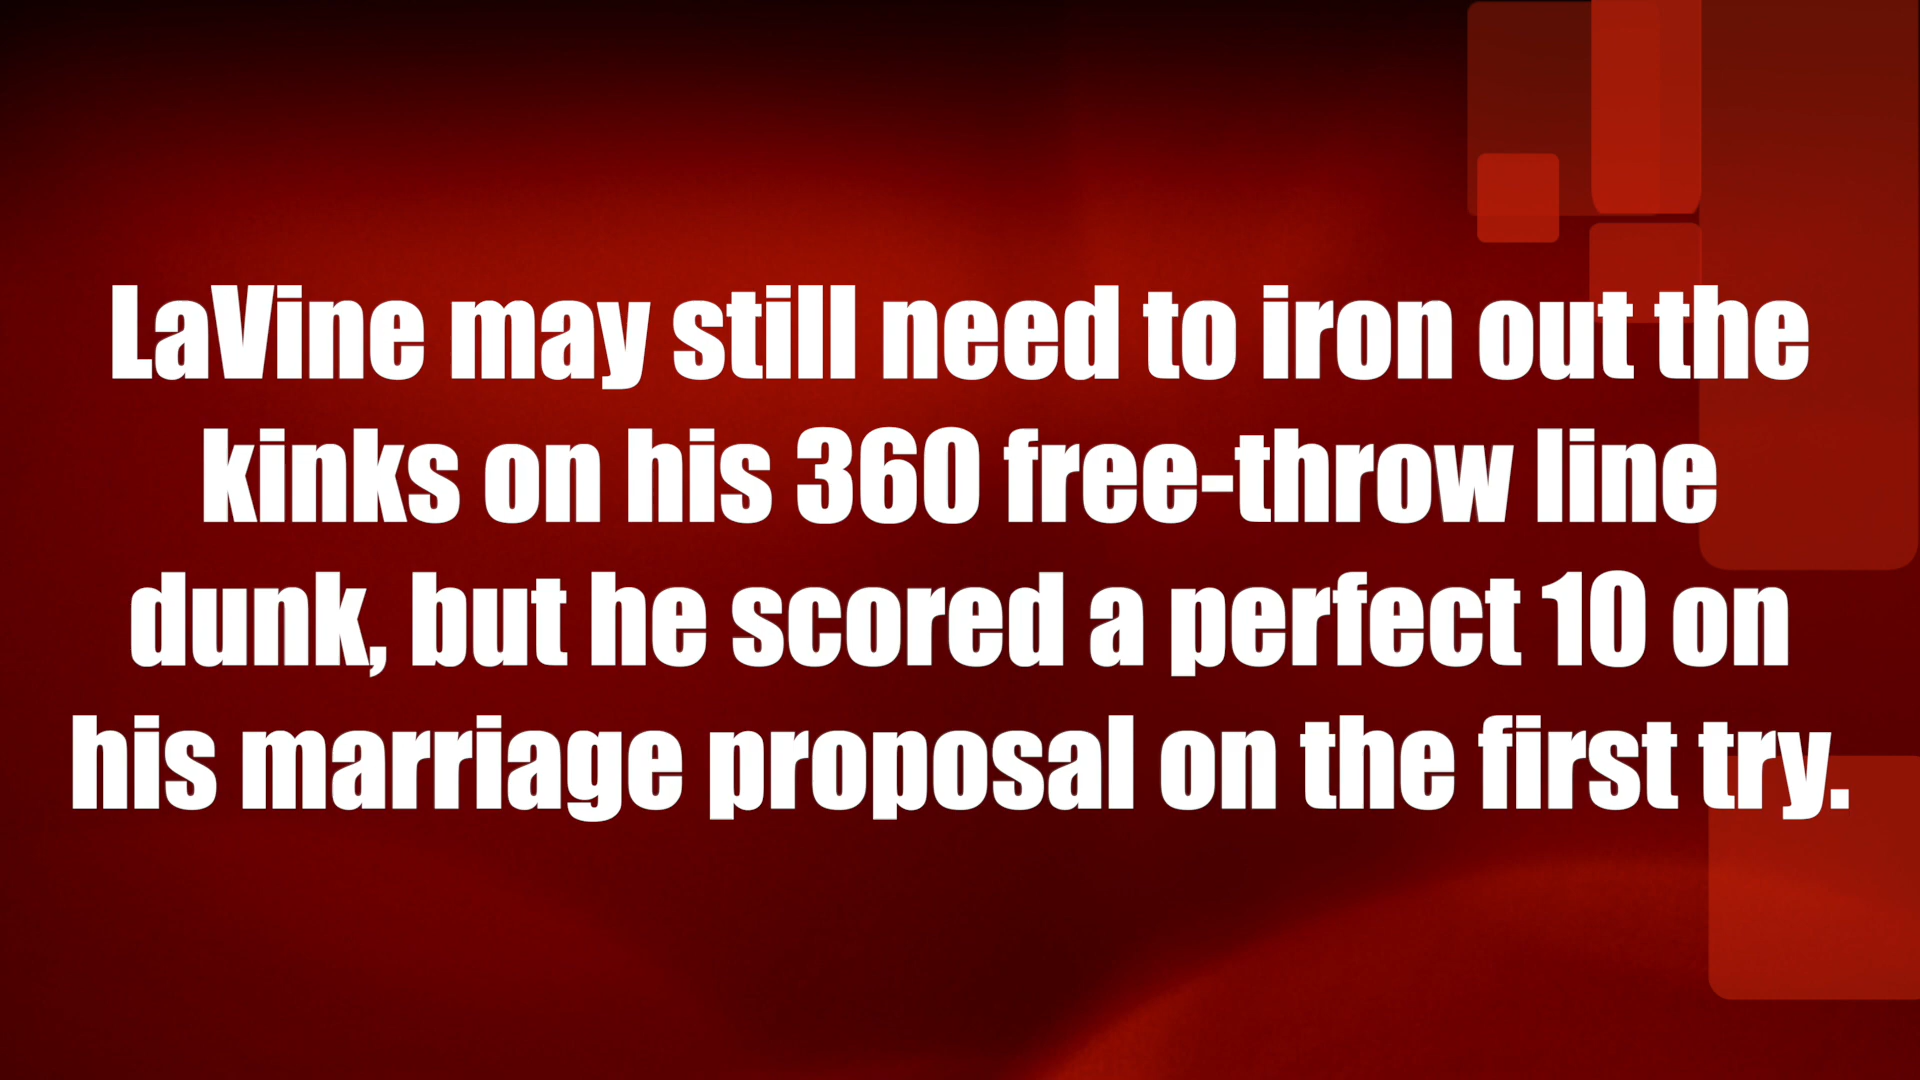 LaVine may still need to iron out the
kinks on his 360 free-throw line
dunk, but he scored a perfect 10 on
his marriage proposal on the first try.